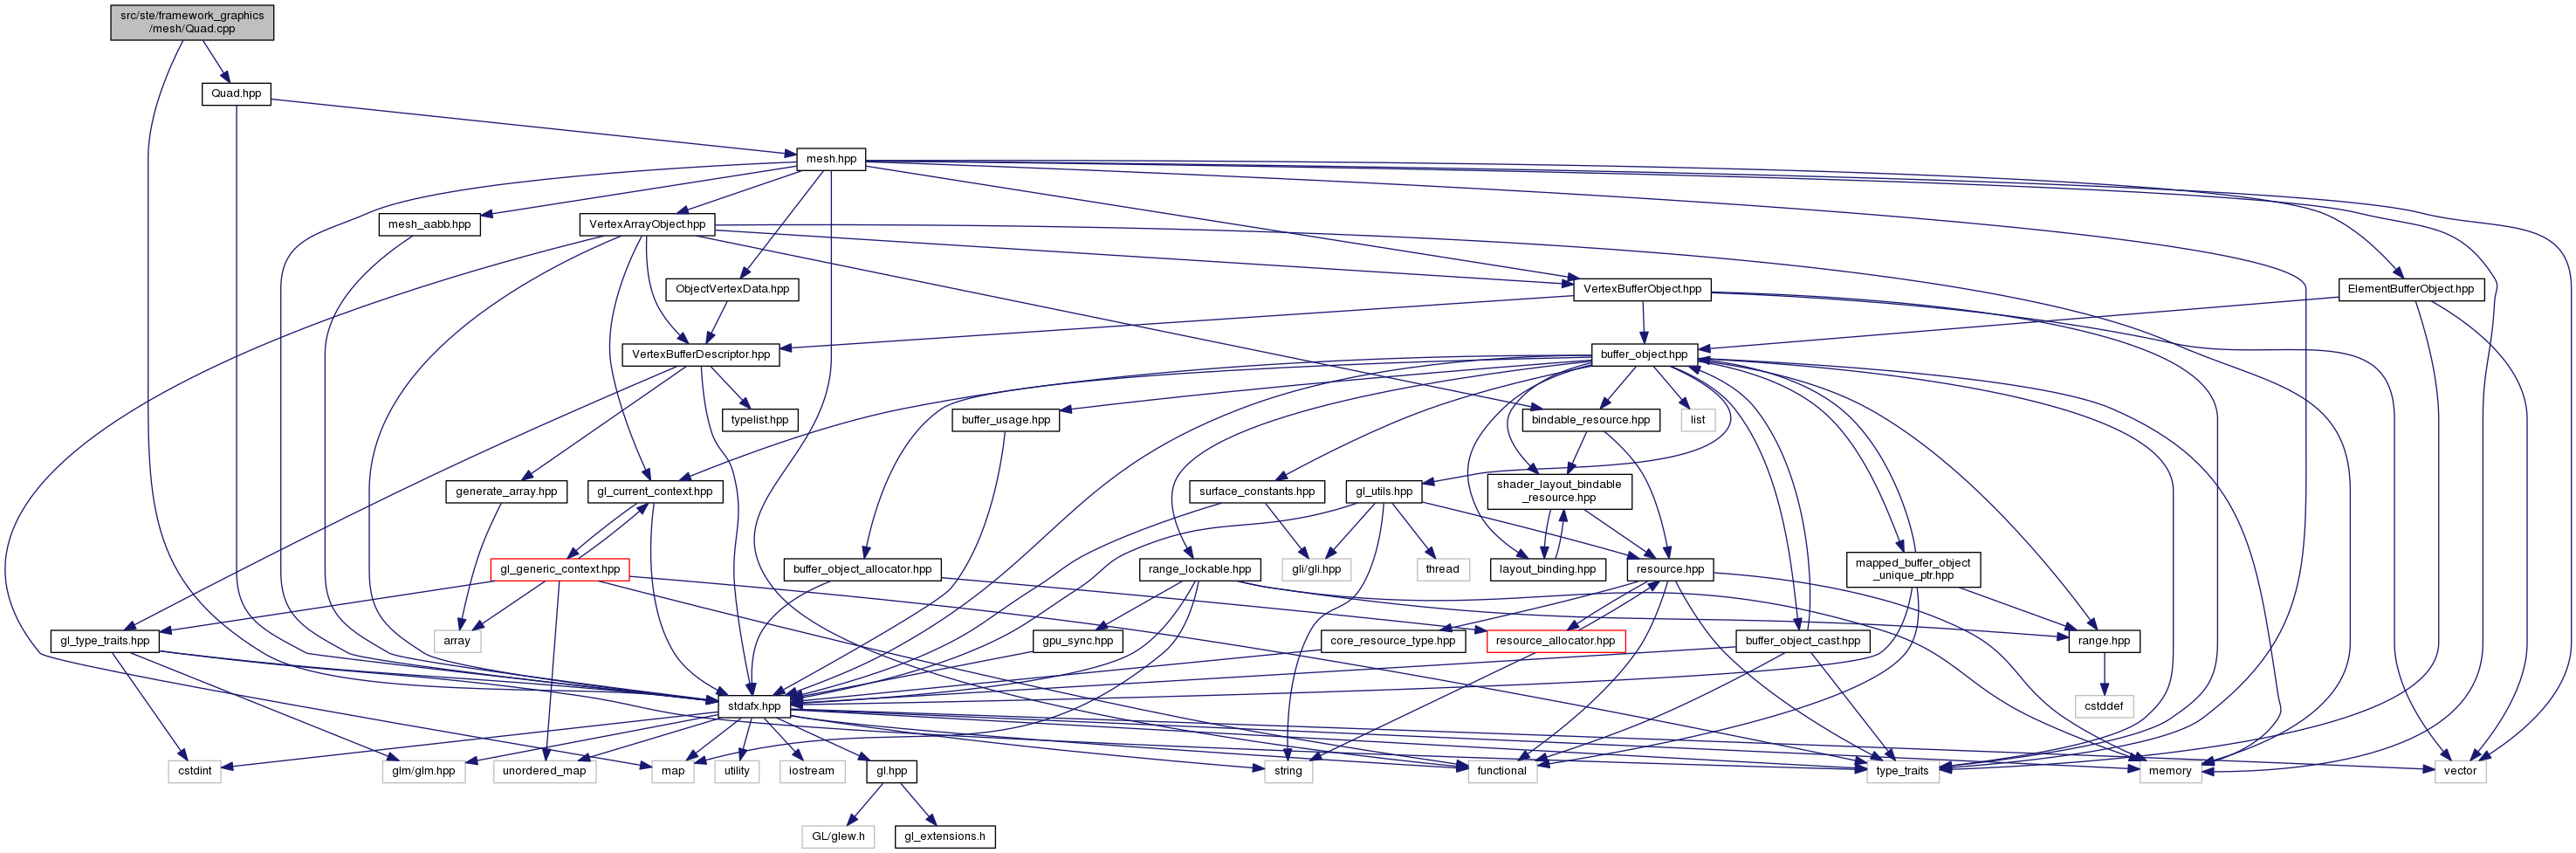 src/ste/framework_graphics
/mesh/Quad.cpp
Quad.hpp
mesh.hpp
mesh_aabb.hpp
VertexArrayObject.hpp
ObjectVertexData.hpp
VertexBufferObject.hpp
ElementBufferObject.hpp
VertexBufferDescriptor.hpp
buffer_object.hpp
typelist.hpp
buffer_usage.hpp
bindable_resource.hpp
list
generate_array.hpp
gl_current_context.hpp
surface_constants.hpp
gl_utils.hpp
shader_layout_bindable
_resource.hpp
gl_generic_context.hpp
buffer_object_allocator.hpp
range_lockable.hpp
gli/gli.hpp
thread
layout_binding.hpp
resource.hpp
mapped_buffer_object
_unique_ptr.hpp
gl_type_traits.hpp
array
gpu_sync.hpp
core_resource_type.hpp
resource_allocator.hpp
buffer_object_cast.hpp
range.hpp
stdafx.hpp
cstddef
cstdint
glm/glm.hpp
unordered_map
map
utility
iostream
gl.hpp
string
functional
type_traits
memory
vector
GL/glew.h
gl_extensions.h